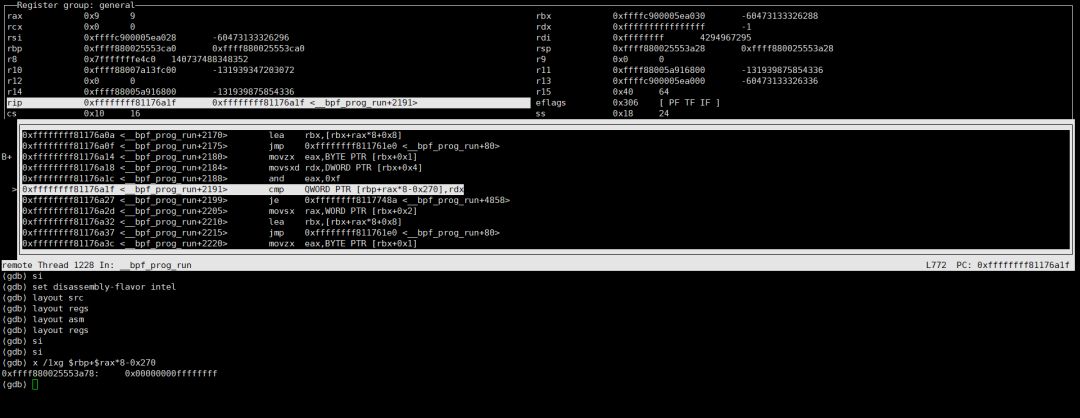 Register group: general
rax 0x9 9 rbx 0xffffc900005ea030 -60473133326288
rcx 0x0 0 rdx 0xffffffffffffffff -1
rsi 0xffffc900005ea028 -60473133326296 rdi 0xffffffff 4294967295
rbp 0xffff880025553ca0 0xffff880025553ca0 rsp 0xffff880025553a28 0xffff880025553a28
r8 0x7fffffffe4c0 140737488348352 r9 0x0 0
r10 0xffff88007a13fc00 -131939347203072 r11 0xffff88005a916800 -131939875854336
r12 0x0 0 r13 0xffffc900005ea000 -60473133326336
r14 0xffff88005a916800 -131939875854336 r15 0x40 64
rip 0xffffffff81176a1f 0xffffffff81176a1f <__bpf_prog_run+2191> eflags 0x306 [ PF TF IF ]
cs 0x10 16 ss 0x18 24
0xffffffff81176a0a <__bpf_prog_run+2170> lea rbx,[rbx+rax*8+0x8]
0xffffffff81176a0f <__bpf_prog_run+2175> jmp 0xffffffff811761e0 <__bpf_prog_run+80>
B+ 0xffffffff81176a14 <__bpf_prog_run+2180> movzx eax,BYTE PTR [rbx+0x1]
0xffffffff81176a18 <__bpf_prog_run+2184> movsxd rdx,DWORD PTR [rbx+0x4]
0xffffffff81176a1c <__bpf_prog_run+2188> and eax,0xf
>0xffffffff81176a1f <__bpf_prog_run+2191> cmp QWORD PTR [rbp+rax*8-0x270],rdx
0xffffffff81176a27 <__bpf_prog_run+2199> je 0xffffffff8117748a <__bpf_prog_run+4858>
0xffffffff81176a2d <__bpf_prog_run+2205> movsx rax,WORD PTR [rbx+0x2]
0xffffffff81176a32 <__bpf_prog_run+2210> lea rbx,[rbx+rax*8+0x8]
0xffffffff81176a37 <__bpf_prog_run+2215> jmp 0xffffffff811761e0 <__bpf_prog_run+80>
0xffffffff81176a3c <__bpf_prog_run+2220> movzx eax,BYTE PTR [rbx+0x1]
remote Thread 1228 In: __bpf_prog_run L772 PC: 0xffffffff81176a1f
(gdb) si
(gdb) set disassembly-flavor intel
(gdb) layout src
(gdb) layout regs
(gdb) layout asm
(gdb) layout regs
(gdb) si
(gdb) si
(gdb) x /1xg $rbp+$rax*8-0x270
0xffff880025553a78: 0x00000000ffffffff
(gdb)